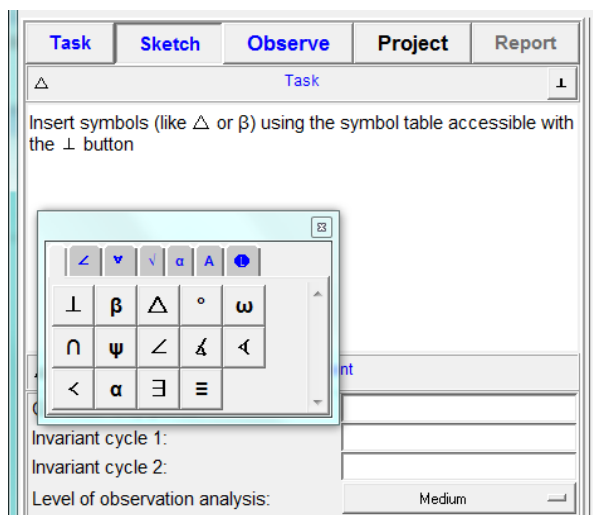 Task Sketch Observe Project Report
△ Task ⊥
Insert symbols (like △ or β) using the symbol table accessible with
the ⊥ button
∠ ∀ √ α A L
⊥ β △ ° ω
∩ ψ ∠ ∡ ∢
< α ∃ ≡
nt
Invariant cycle 1:
Invariant cycle 2:
Level of observation analysis: Medium